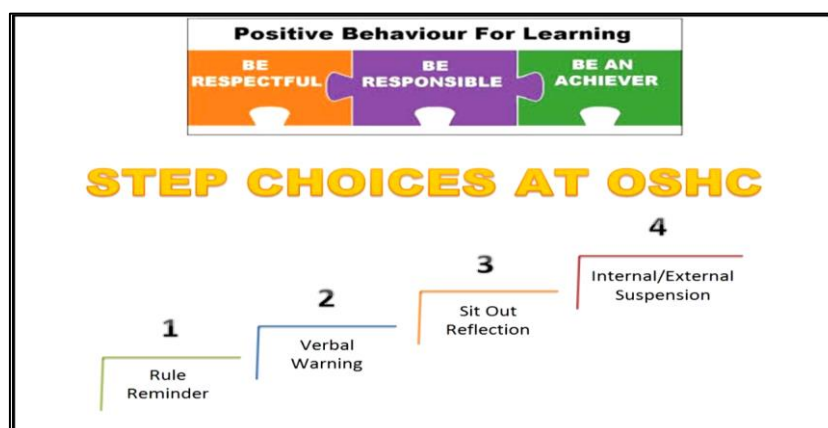 Positive Behaviour For Learning
BE
RESPECTFUL
BE
RESPONSIBLE
BE AN
ACHIEVER
STEP CHOICES AT OSHC
1
Rule
Reminder
2
Verbal
Warning
3
Sit Out
Reflection
4
Internal/External
Suspension